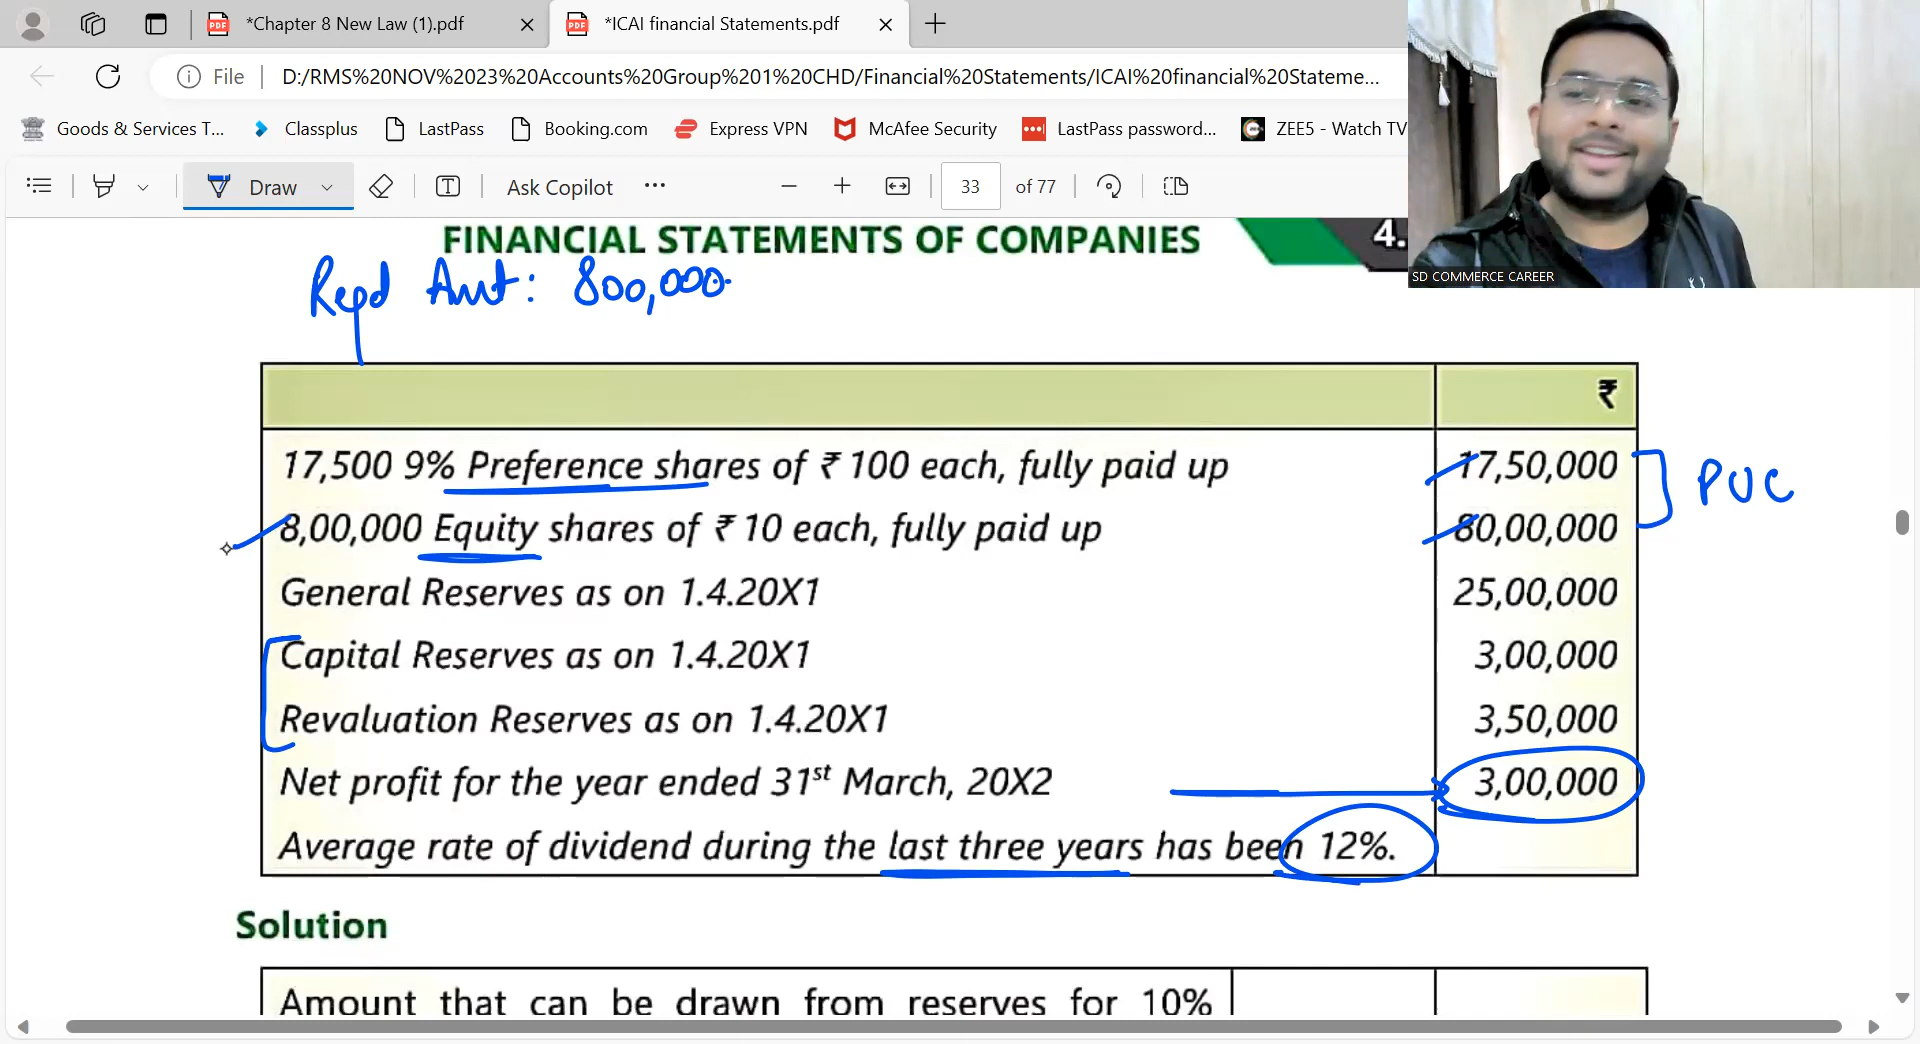 *Chapter 8 New Law (1).pdf
*ICAI financial Statements.pdf
File D:/RMS%20NOV%2023%20Accounts%20Group%201%20CHD/Financial%20Statements/ICAI%20financial%20Stateme...
Goods & Services T... Classplus LastPass Booking.com Express VPN McAfee Security LastPass password... ZEE5 - Watch TV
Draw Ask Copilot ... 33 of 77
SD COMMERCE CAREER
FINANCIAL STATEMENTS OF COMPANIES 4.
Reqd Amt: 800,000
₹
17,500 9% Preference shares of ₹ 100 each, fully paid up 17,50,000
PUC
8,00,000 Equity shares of ₹ 10 each, fully paid up 80,00,000
General Reserves as on 1.4.20X1 25,00,000
Capital Reserves as on 1.4.20X1 3,00,000
Revaluation Reserves as on 1.4.20X1 3,50,000
Net profit for the year ended 31st March, 20X2 3,00,000
Average rate of dividend during the last three years has been 12%.
Solution
Amount that can be drawn from reserves for 10%